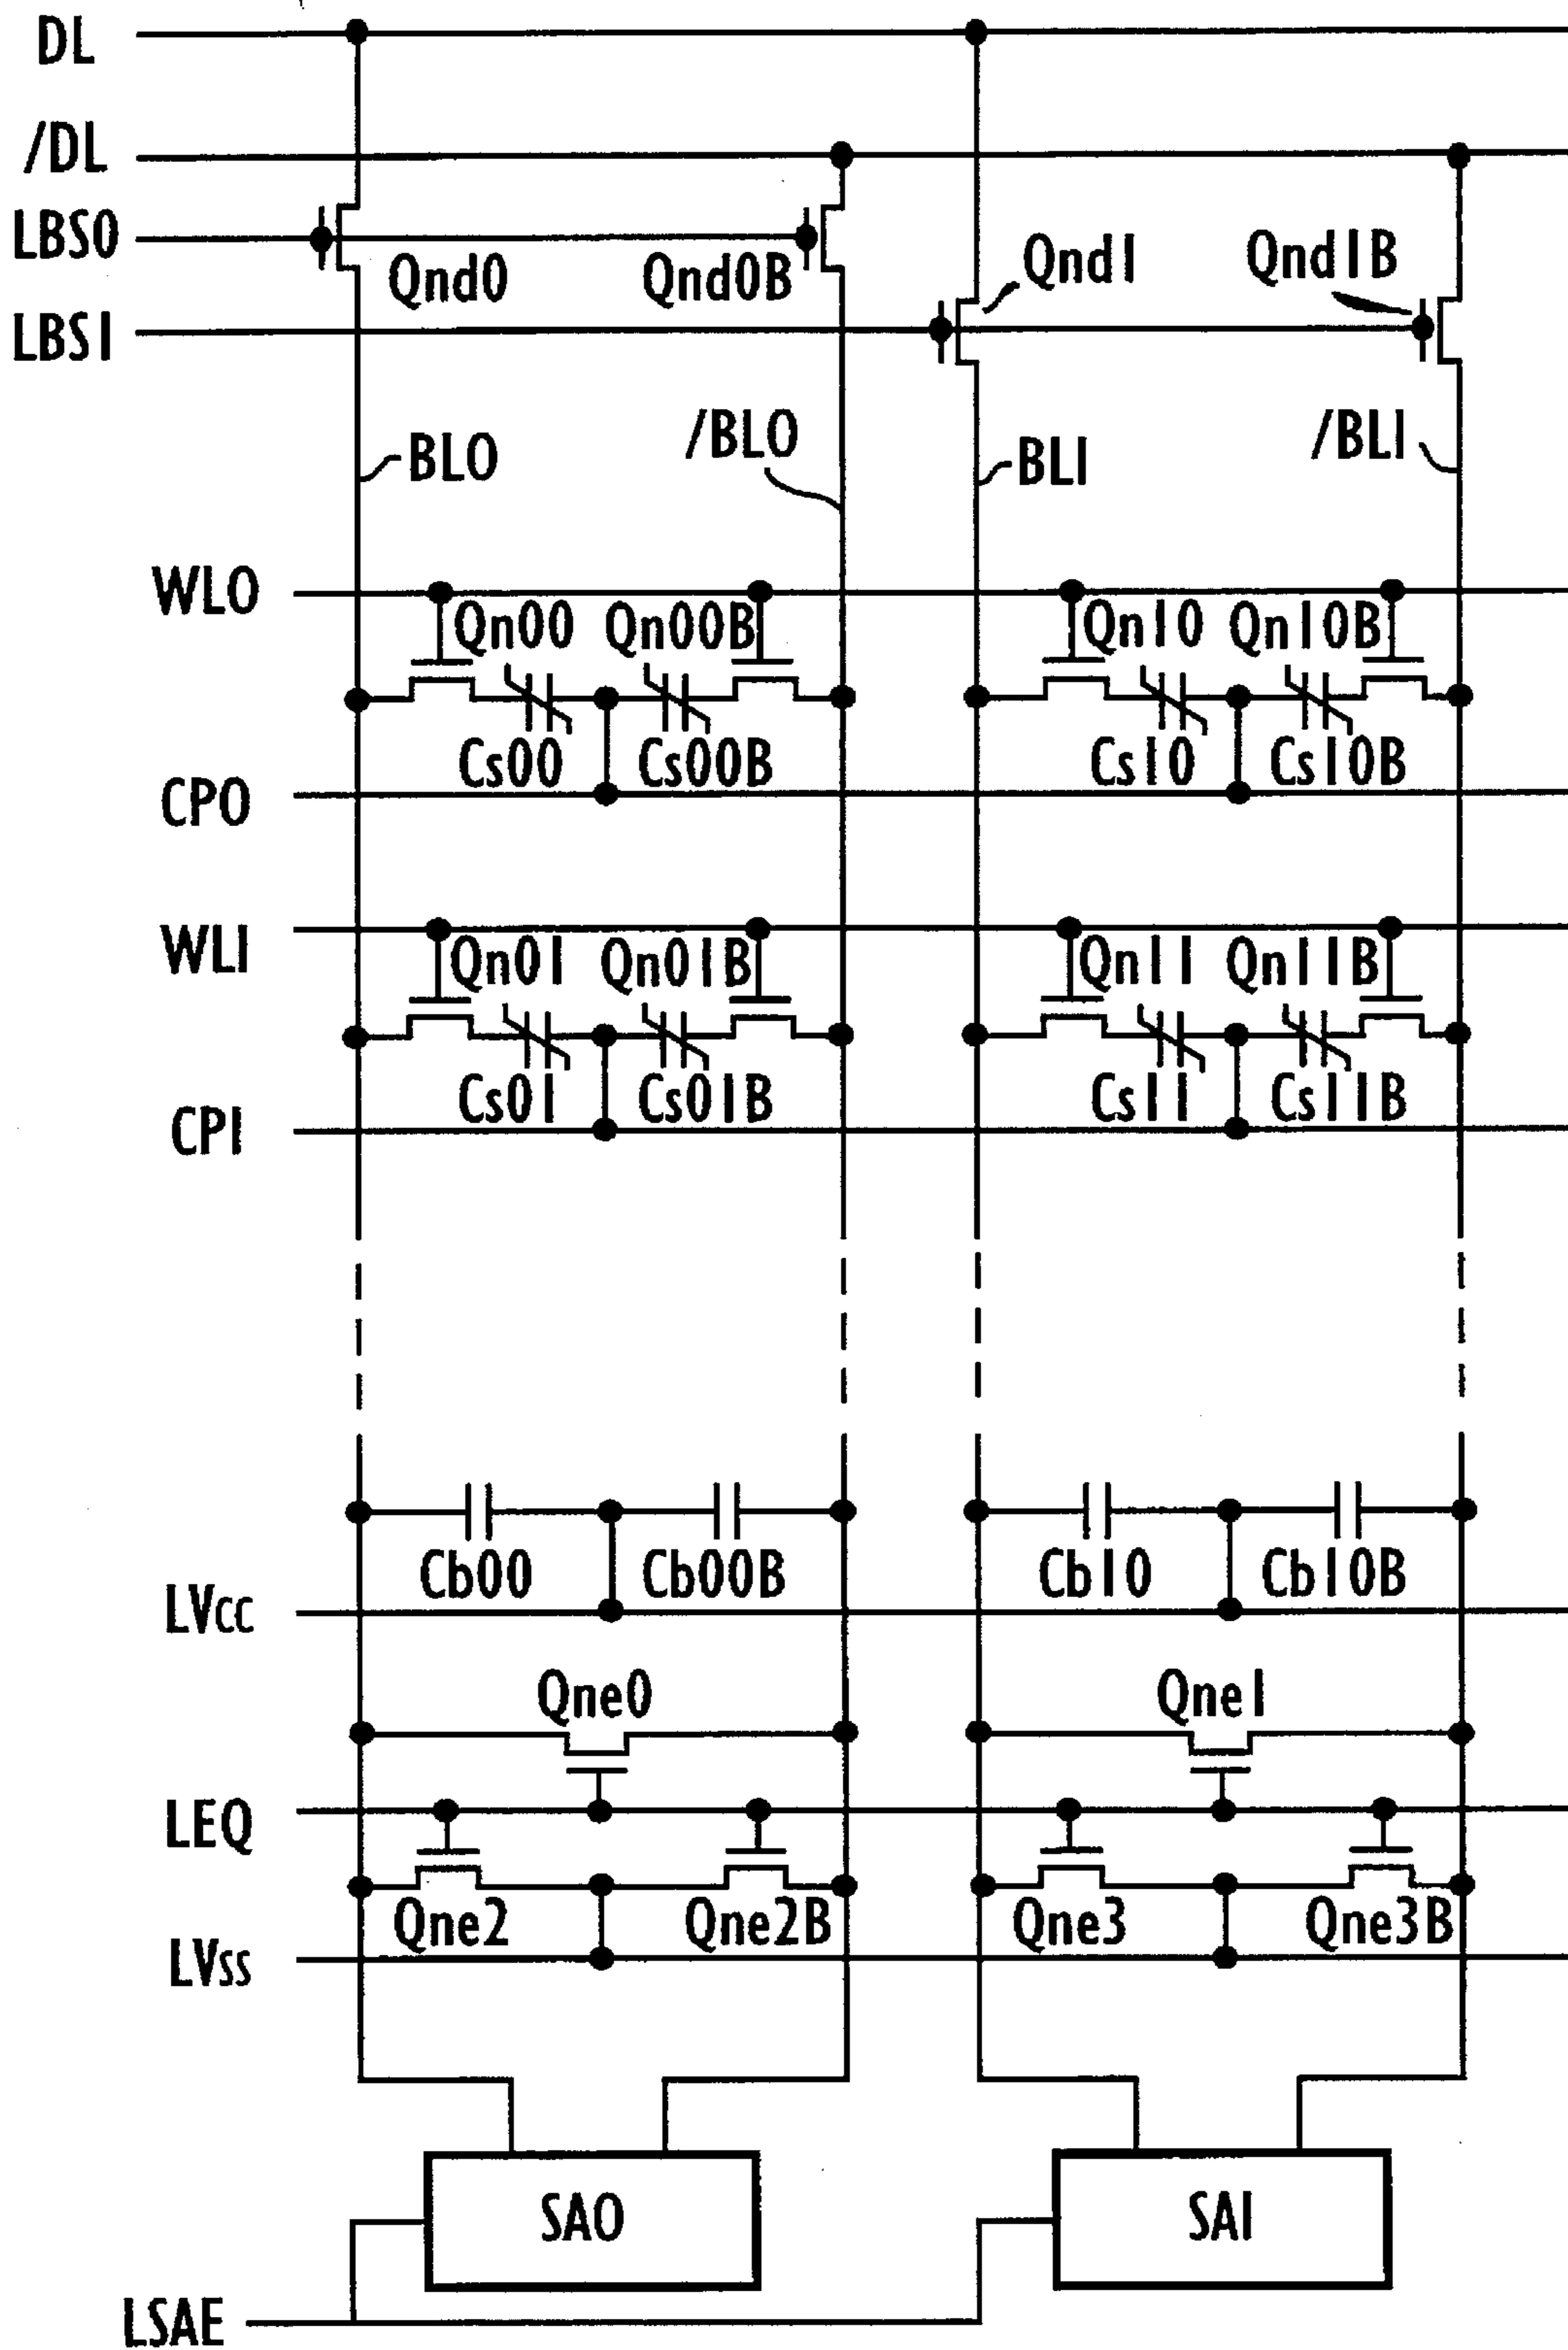 DL
/DL
LBS0
Qnd0
Qnd0B
Qnd1
Qnd1B
LBS1
BL0
/BL0
BL1
/BL1
WL0
Qn00
Qn00B
Qn10
Qn10B
Cs00
Cs00B
Cs10
Cs10B
CP0
WL1
Qn01
Qn01B
Qn11
Qn11B
Cs01
Cs01B
Cs11
Cs11B
CP1
Cb00
Cb00B
Cb10
Cb10B
LVCC
Qne0
Qne1
LEQ
Qne2
Qne2B
Qne3
Qne3B
LVSS
SA0
SA1
LSAE